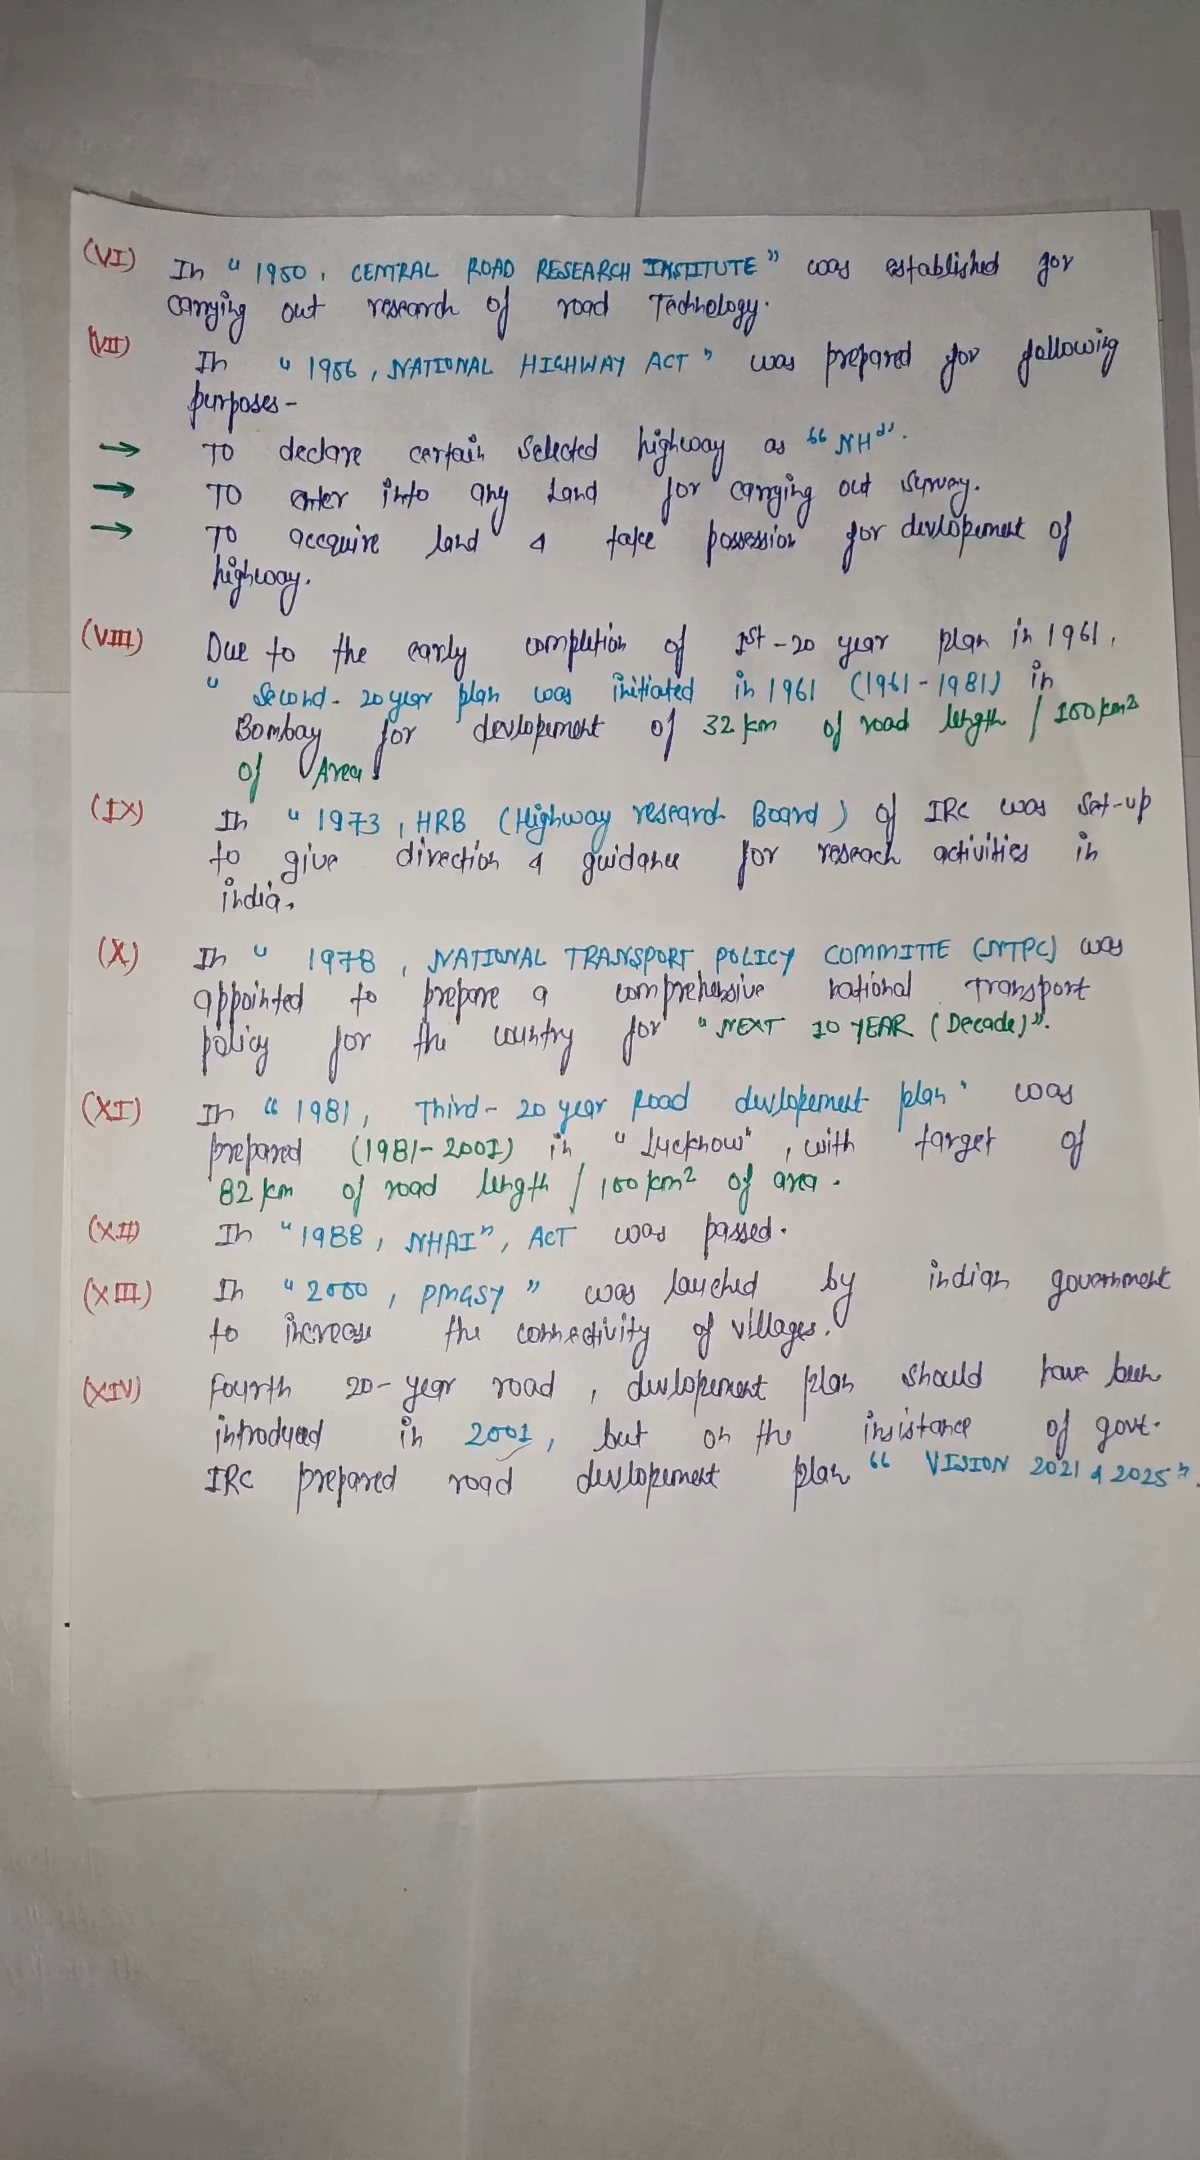 (VI) In "1950, CENTRAL ROAD RESEARCH INSTITUTE" was established for
carrying out research of road Technology.
(VII) In "1956, NATIONAL HIGHWAY ACT" was prepared for following
purposes-
→ TO declare certain Selected highway as "NH".
→ TO enter into any Land for carrying out survay.
→ TO accquire land & take possession for devlopement of
highway.
(VIII) Due to the early completion of 1st-20 year plan in 1961,
"Second-20 year plan was initiated in 1961 (1961-1981) in
Bombay for devlopement of 32 km of road length / 100 km²
of Area.
(IX) In "1973, HRB (Highway research Board) of IRC was set-up
to give direction & guidance for reseach activities in
india.
(X) In "1978, NATIONAL TRANSPORT POLICY COMMITTE (NTPC) was
appointed to prepare a comprehensive national Transport
policy for the country for "NEXT 10 YEAR (Decade)".
(XI) In "1981, Third-20 year Road devlopement plan" was
prepared (1981-2001) in "Lucknow", with target of
82 km of road length / 100 km² of area.
(XII) In "1988, NHAI", ACT was passed.
(XIII) In "2000, PMGSY" was lauched by indian government
to increase the connectivity of villages.
(XIV) Fourth 20-year road, devlopement plan should have been
introduced in 2001, but on the insistance of govt.
IRC prepared road devlopement plan "VISION 2021 & 2025".